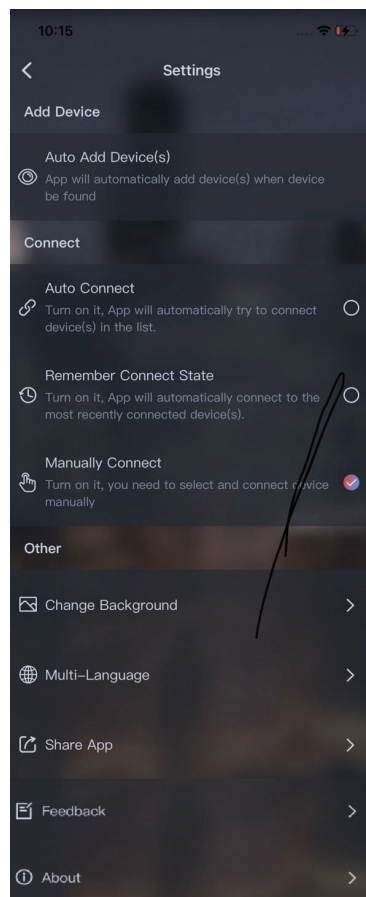 10:15
Settings
Add Device
Auto Add Device(s)
App will automatically add device(s) when device
be found
Connect
Auto Connect
Turn on it, App will automatically try to connect
device(s) in the list.
Remember Connect State
Turn on it, App will automatically connect to the
most recently connected device(s).
Manually Connect
Turn on it, you need to select and connect device
manually
Other
Change Background
Multi-Language
Share App
Feedback
About